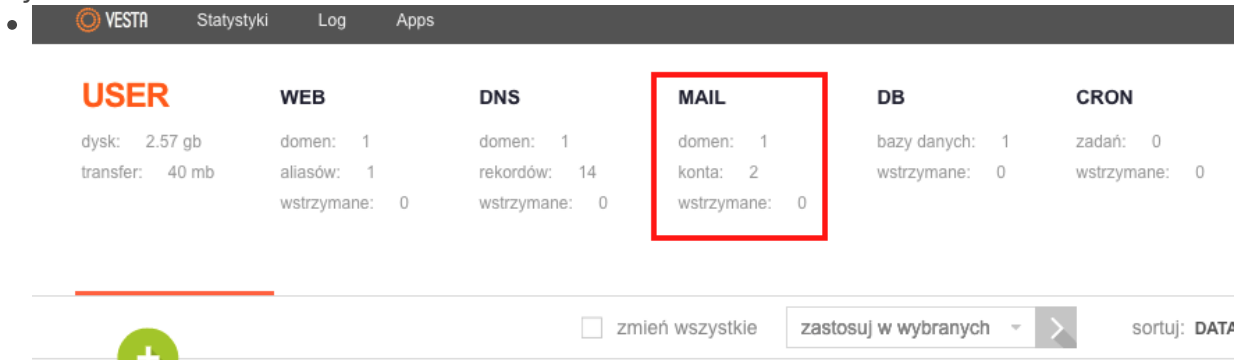 VESTA Statystyki Log Apps
USER
dysk: 2.57 gb
transfer: 40 mb
WEB
domen: 1
aliasów: 1
wstrzymane: 0
DNS
domen: 1
rekordów: 14
wstrzymane: 0
MAIL
domen: 1
konta: 2
wstrzymane: 0
DB
bazy danych: 1
wstrzymane: 0
CRON
zadań: 0
wstrzymane: 0
zmień wszystkie zastosuj w wybranych sortuj: DATA